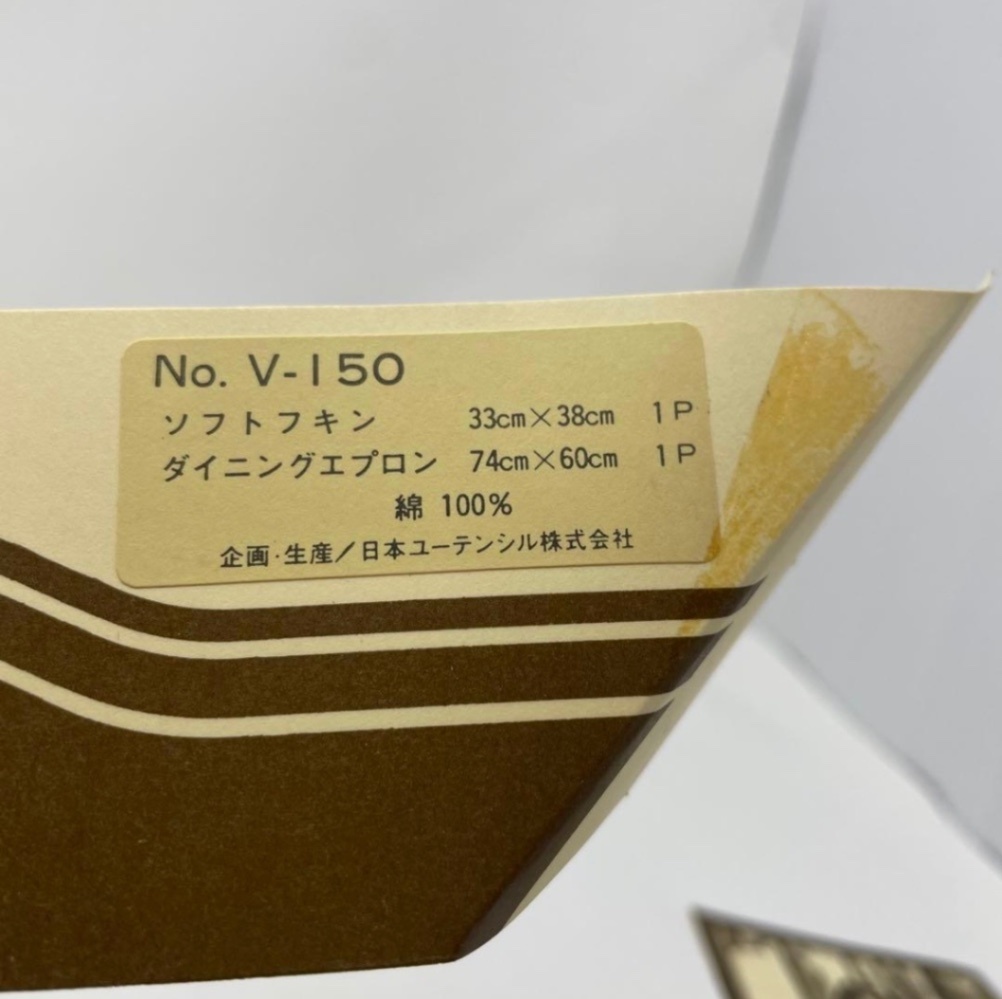 No. V-150
ソフトフキン 33cm×38cm 1P
ダイニングエプロン 74cm×60cm 1P
綿 100%
企画·生産/日本ユーテンシル株式会社